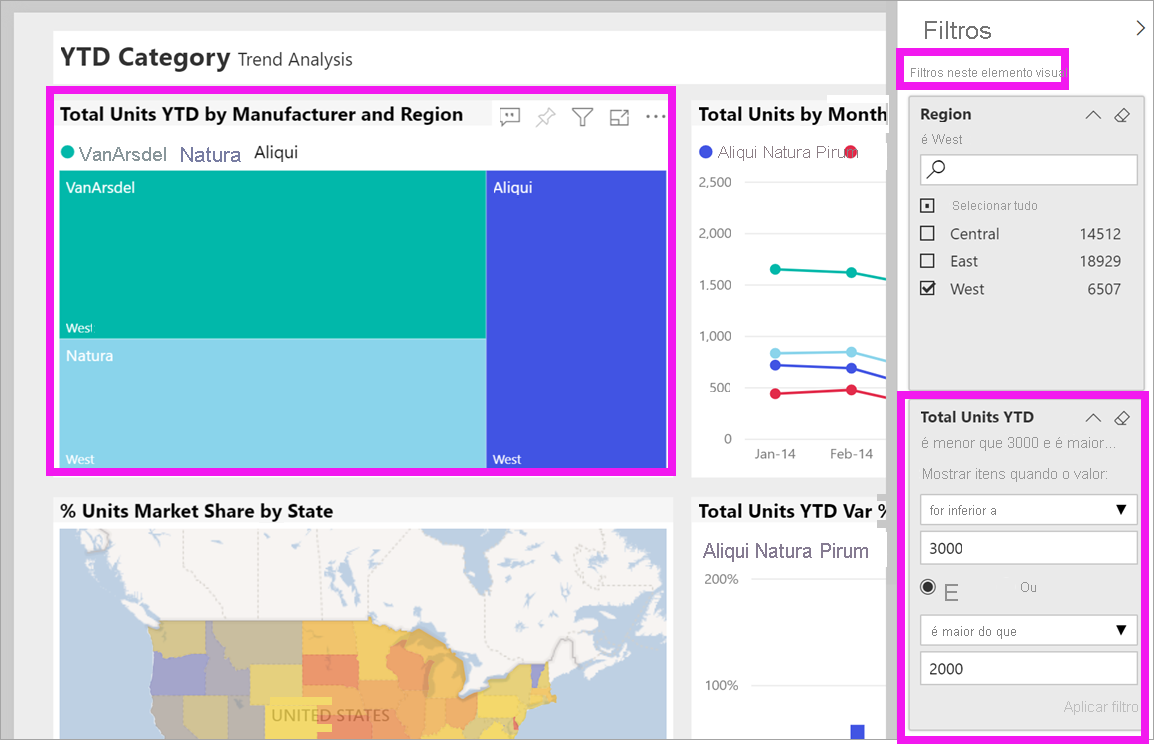 YTD Category Trend Analysis
Total Units YTD by Manufacturer and Region
VanArsdel Natura Aliqui
VanArsdel
West
Natura
West
Aliqui
West
Total Units by Month
Aliqui Natura Pirum
2,500
2,000
1.500
1,000
500
0
Jan-14 Feb-14
% Units Market Share by State
UNITED STATES
Total Units YTD Var %
Aliqui Natura Pirum
200%
100%
Filtros
Filtros neste elemento visual
Region
é West
Selecionar tudo
Central 14512
East 18929
West 6507
Total Units YTD
é menor que 3000 e é maior...
Mostrar itens quando o valor:
for inferior a
3000
E Ou
é maior do que
2000
Aplicar filtro